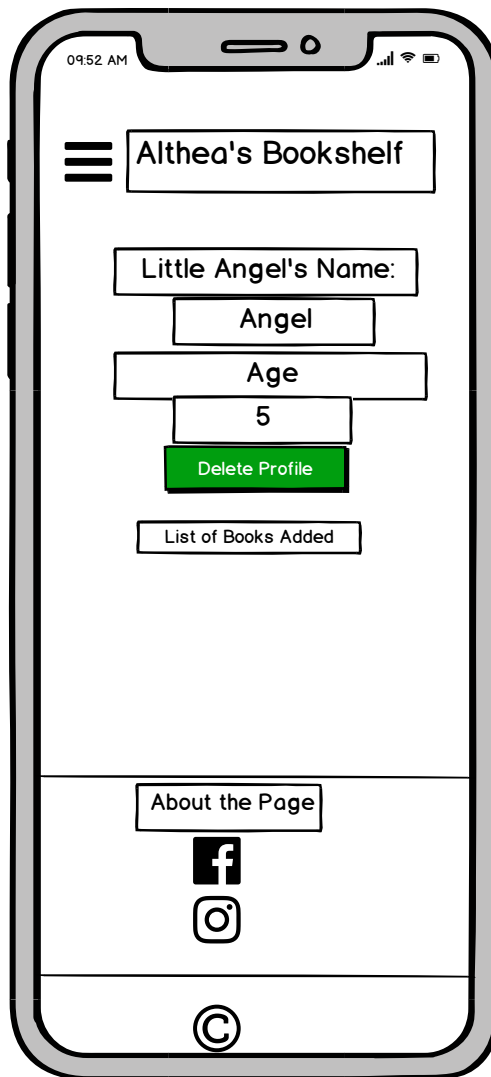 09:52 AM
Althea's Bookshelf
Little Angel's Name:
Angel
Age
5
Delete Profile
List of Books Added
About the Page
©